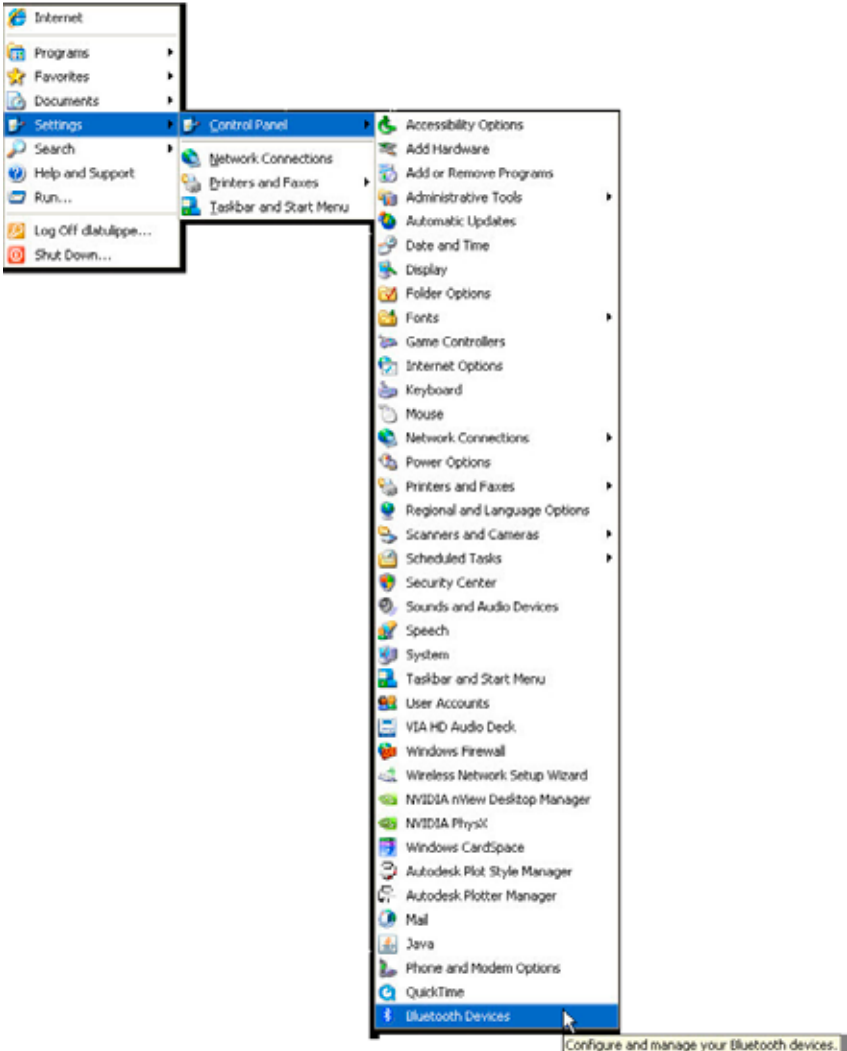 Internet
Programs
Favorites
Documents
Settings
Search
Help and Support
Run...
Log Off dlatulippe...
Shut Down...
Control Panel
Network Connections
Printers and Faxes
Taskbar and Start Menu
Accessibility Options
Add Hardware
Add or Remove Programs
Administrative Tools
Automatic Updates
Date and Time
Display
Folder Options
Fonts
Game Controllers
Internet Options
Keyboard
Mouse
Network Connections
Power Options
Printers and Faxes
Regional and Language Options
Scanners and Cameras
Scheduled Tasks
Security Center
Sounds and Audio Devices
Speech
System
Taskbar and Start Menu
User Accounts
VIA HD Audio Deck
Windows Firewall
Wireless Network Setup Wizard
NVIDIA nView Desktop Manager
NVIDIA PhysX
Windows CardSpace
Autodesk Plot Style Manager
Autodesk Plotter Manager
Mail
Java
Phone and Modem Options
QuickTime
Bluetooth Devices
Configure and manage your Bluetooth devices.